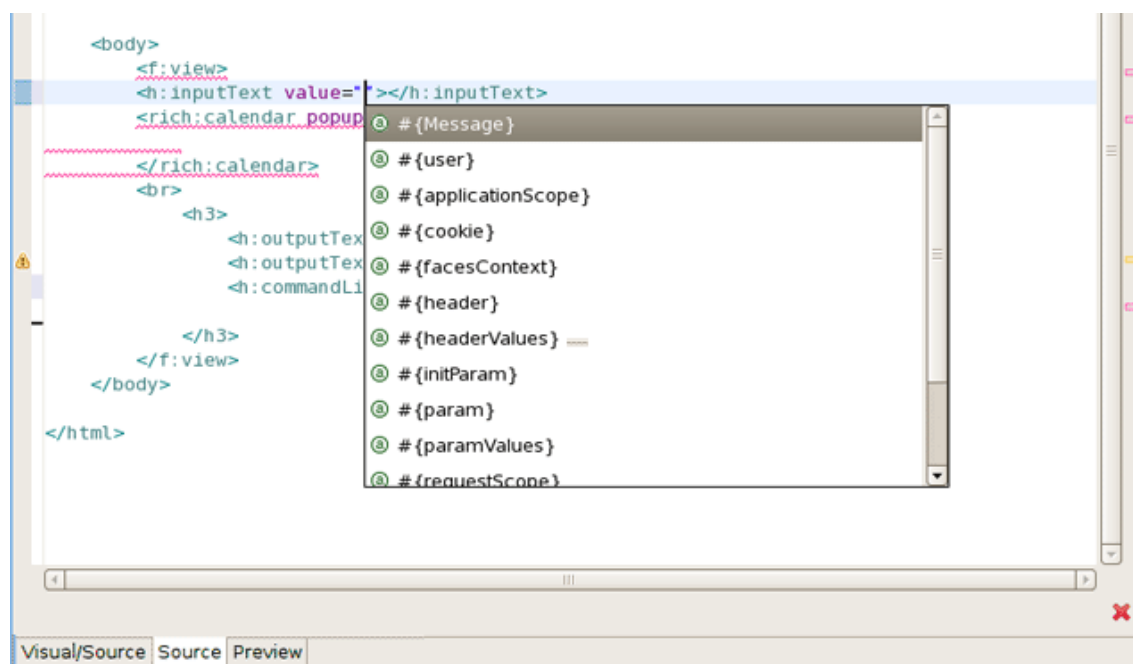 <body>
<f:view>
<h:inputText value=""></h:inputText>
<rich:calendar popup
</rich:calendar>
<br>
<h3>
<h:outputTex
<h:outputTex
<h:commandLi
</h3>
</f:view>
</body>
</html>
#{Message}
#{user}
#{applicationScope}
#{cookie}
#{facesContext}
#{header}
#{headerValues}
#{initParam}
#{param}
#{paramValues}
#{requestScope}
Visual/Source Source Preview